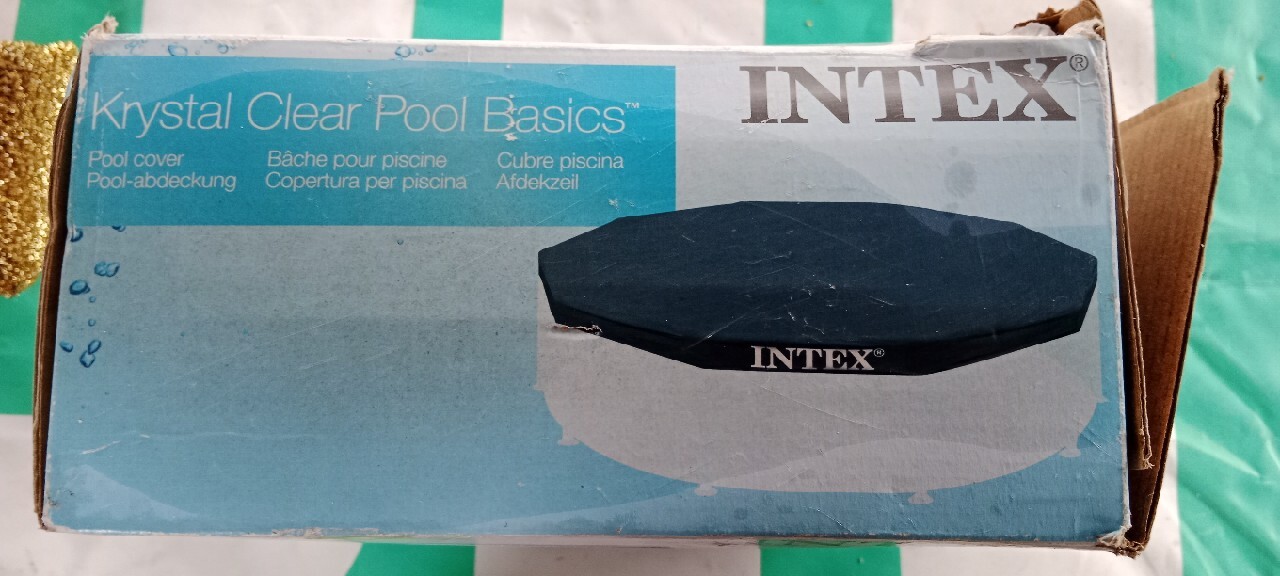 Krystal Clear Pool Basics™
INTEX®
Pool cover Bâche pour piscine Cubre piscina
Pool-abdeckung Copertura per piscina Afdekzeil
INTEX®